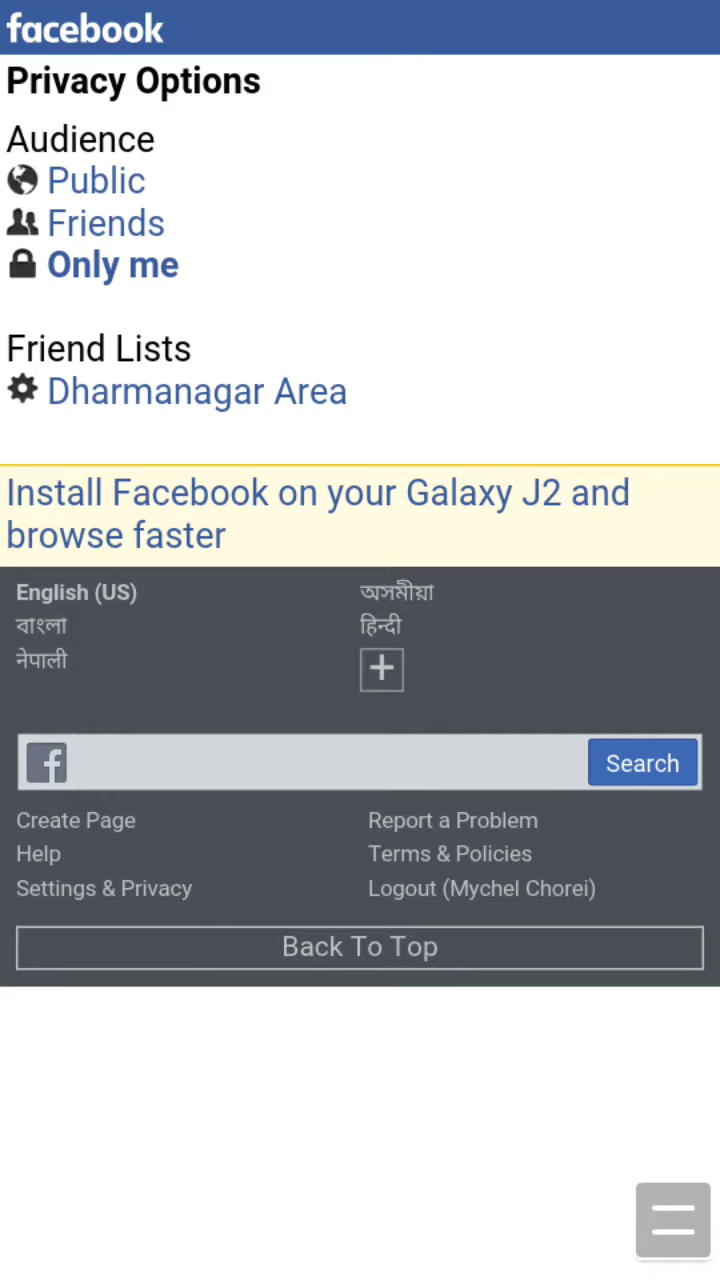 facebook
Privacy Options
Audience
Public
Friends
Only me
Friend Lists
Dharmanagar Area
Install Facebook on your Galaxy J2 and
browse faster
English (US)
অসমীয়া
বাংলা
हिन्दी
नेपाली
Search
Create Page
Report a Problem
Help
Terms & Policies
Settings & Privacy
Logout (Mychel Chorei)
Back To Top